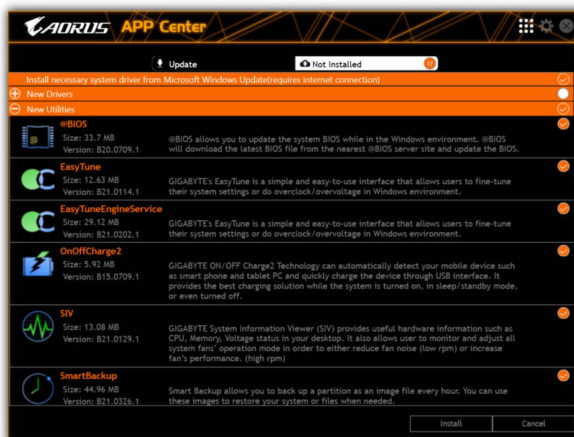 AORUS APP Center
Update
Not Installed
17
Install necessary system driver from Microsoft Windows Update(requires internet connection)
New Drivers
New Utilities
@BIOS
Size: 33.7 MB
Version: B20.0709.1
@BIOS allows you to update the system BIOS while in the Windows environment. @BIOS
will download the latest BIOS file from the nearest @BIOS server site and update the BIOS.
EasyTune
Size: 12.63 MB
Version: B21.0114.1
GIGABYTE's EasyTune is a simple and easy-to-use interface that allows users to fine-tune
their system settings or do overclock/overvoltage in Windows environment.
EasyTuneEngineService
Size: 29.12 MB
Version: B21.0202.1
GIGABYTE's EasyTune is a simple and easy-to-use interface that allows users to fine-tune
their system settings or do overclock/overvoltage in Windows environment.
OnOffCharge2
Size: 5.92 MB
Version: B15.0709.1
GIGABYTE ON/OFF Charge2 Technology can automatically detect your mobile device such
as smart phone and tablet PC and quickly charge the device through USB interface. It
provides the best charging solution while the system is turned on, in sleep/standby mode,
or even turned off.
SIV
Size: 13.08 MB
Version: B21.0129.1
GIGABYTE System Information Viewer (SIV) provides useful hardware information such as
CPU, Memory, Voltage status in your desktop. It also allows user to monitor and adjust all
system fans' operation mode in order to either reduce fan noise (low rpm) or increase
fan's performance. (high rpm)
SmartBackup
Size: 44.96 MB
Version: B21.0326.1
Smart Backup allows you to back up a partition as an image file every hour. You can use
these images to restore your system or files when needed.
Install
Cancel